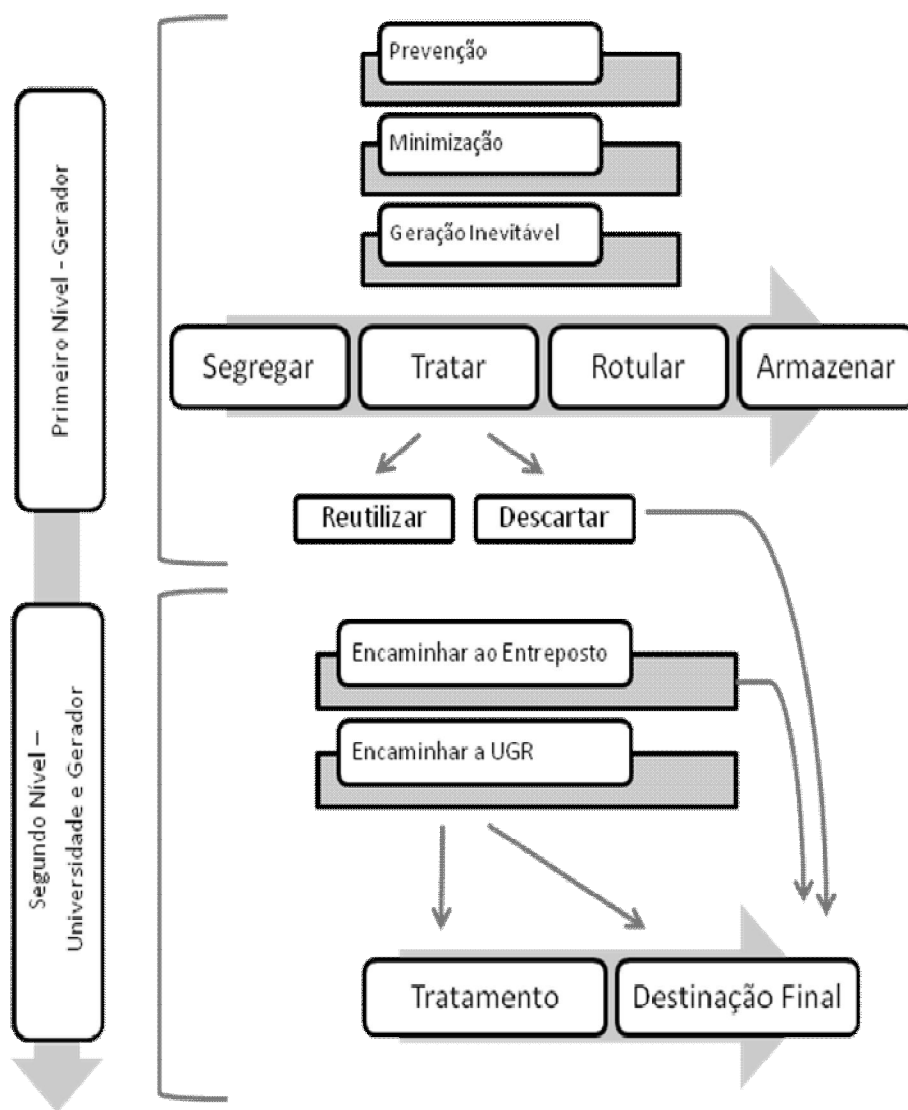 Primeiro Nível - Gerador
Prevenção
Minimização
Geração Inevitável
Segregar
Tratar
Rotular
Armazenar
Reutilizar
Descartar
Segundo Nível –
Universidade e Gerador
Encaminhar ao Entreposto
Encaminhar a UGR
Tratamento
Destinação Final